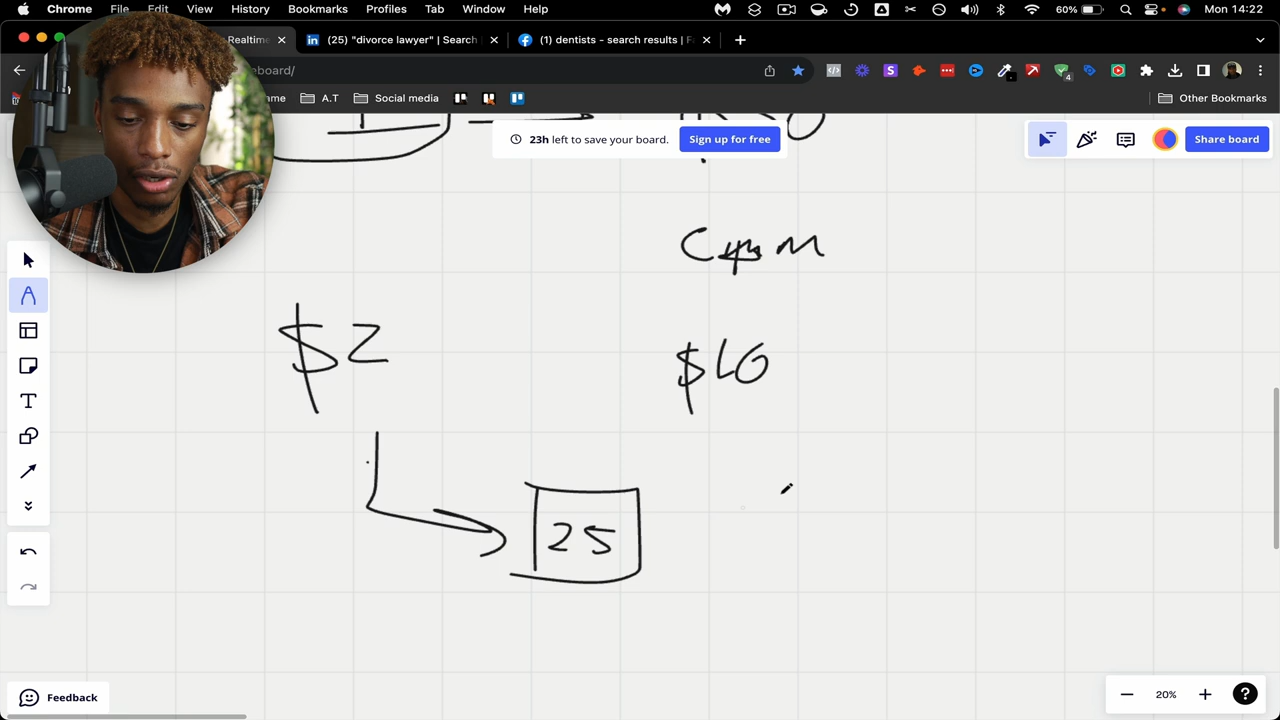 Chrome File Edit View History Bookmarks Profiles Tab Window Help 60% Mon 14:22
Realtime (25) "divorce lawyer" | Search (1) dentists - search results | F
eboard/
me A.T Social media Other Bookmarks
23h left to save your board. Sign up for free Share board
$2
25
Feedback 20%